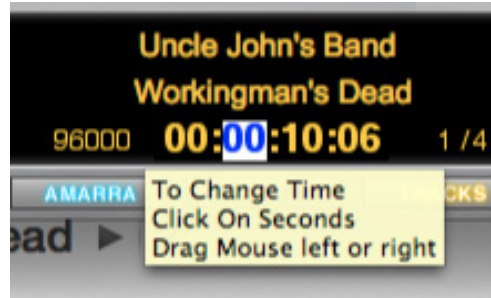 Uncle John's Band
Workingman's Dead
96000 00:00:10:06 1 /4
AMARRA
To Change Time
Click On Seconds
Drag Mouse left or right